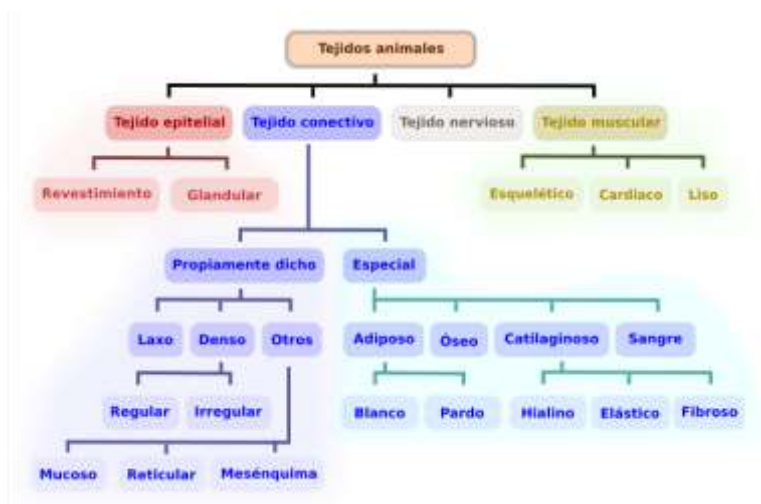 Tejidos animales
Tejido epitelial
Tejido conectivo
Tejido nervioso
Tejido muscular
Revestimiento
Glandular
Esquelético
Cardiaco
Liso
Propiamente dicho
Especial
Laxo
Denso
Otros
Adiposo
Óseo
Catilaginoso
Sangre
Regular
Irregular
Blanco
Pardo
Hialino
Elástico
Fibroso
Mucoso
Reticular
Mesénquima